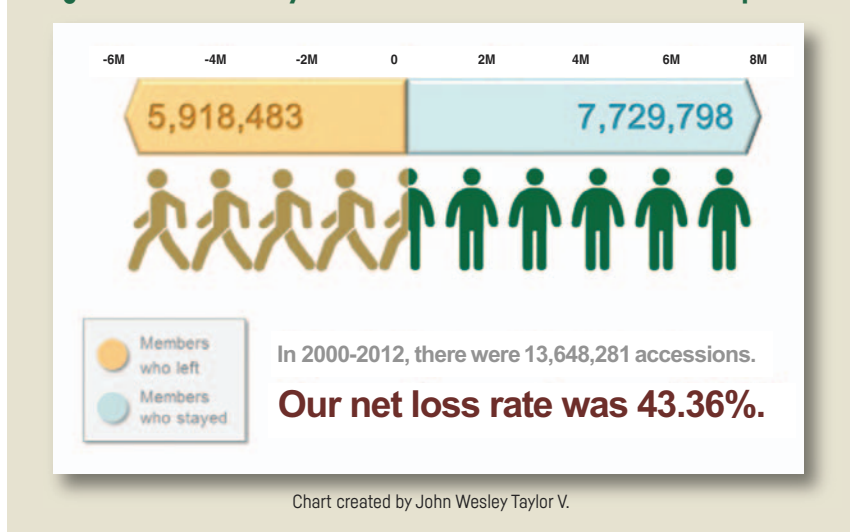 -6M -4M -2M 0 2M 4M 6M 8M
5,918,483 7,729,798
Members
who left
Members
who stayed
In 2000-2012, there were 13,648,281 accessions.
Our net loss rate was 43.36%.
Chart created by John Wesley Taylor V.